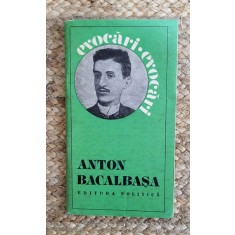 evocări·evocări
ANTON
BACALBAȘA
EDITURA POLITICĂ